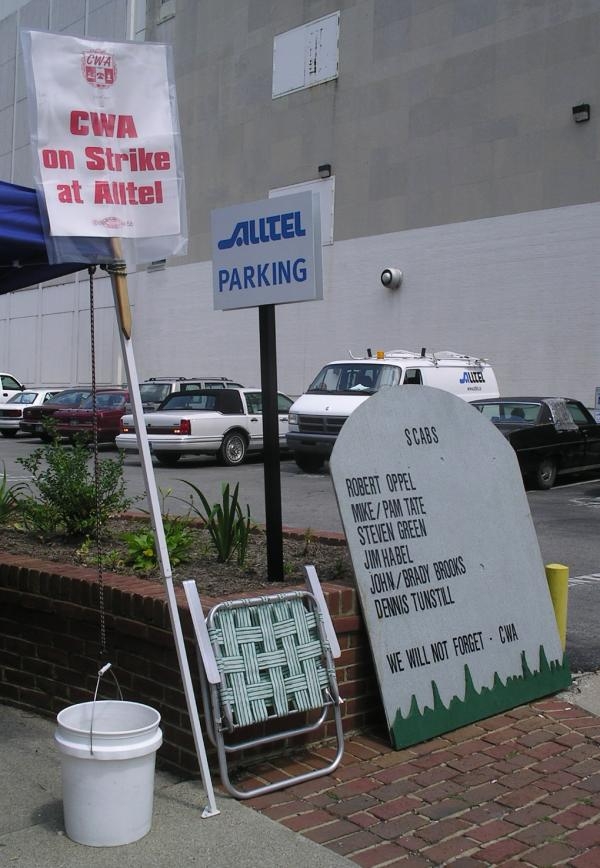 CWA
CWA
on Strike
at Alltel
ALLTEL
PARKING
ALLTEL
SCABS
ROBERT OPPEL
MIKE/PAM TATE
STEVEN GREEN
JIM HABEL
JOHN/BRADY BROOKS
DENNIS TUNSTILL
WE WILL NOT FORGET - CWA